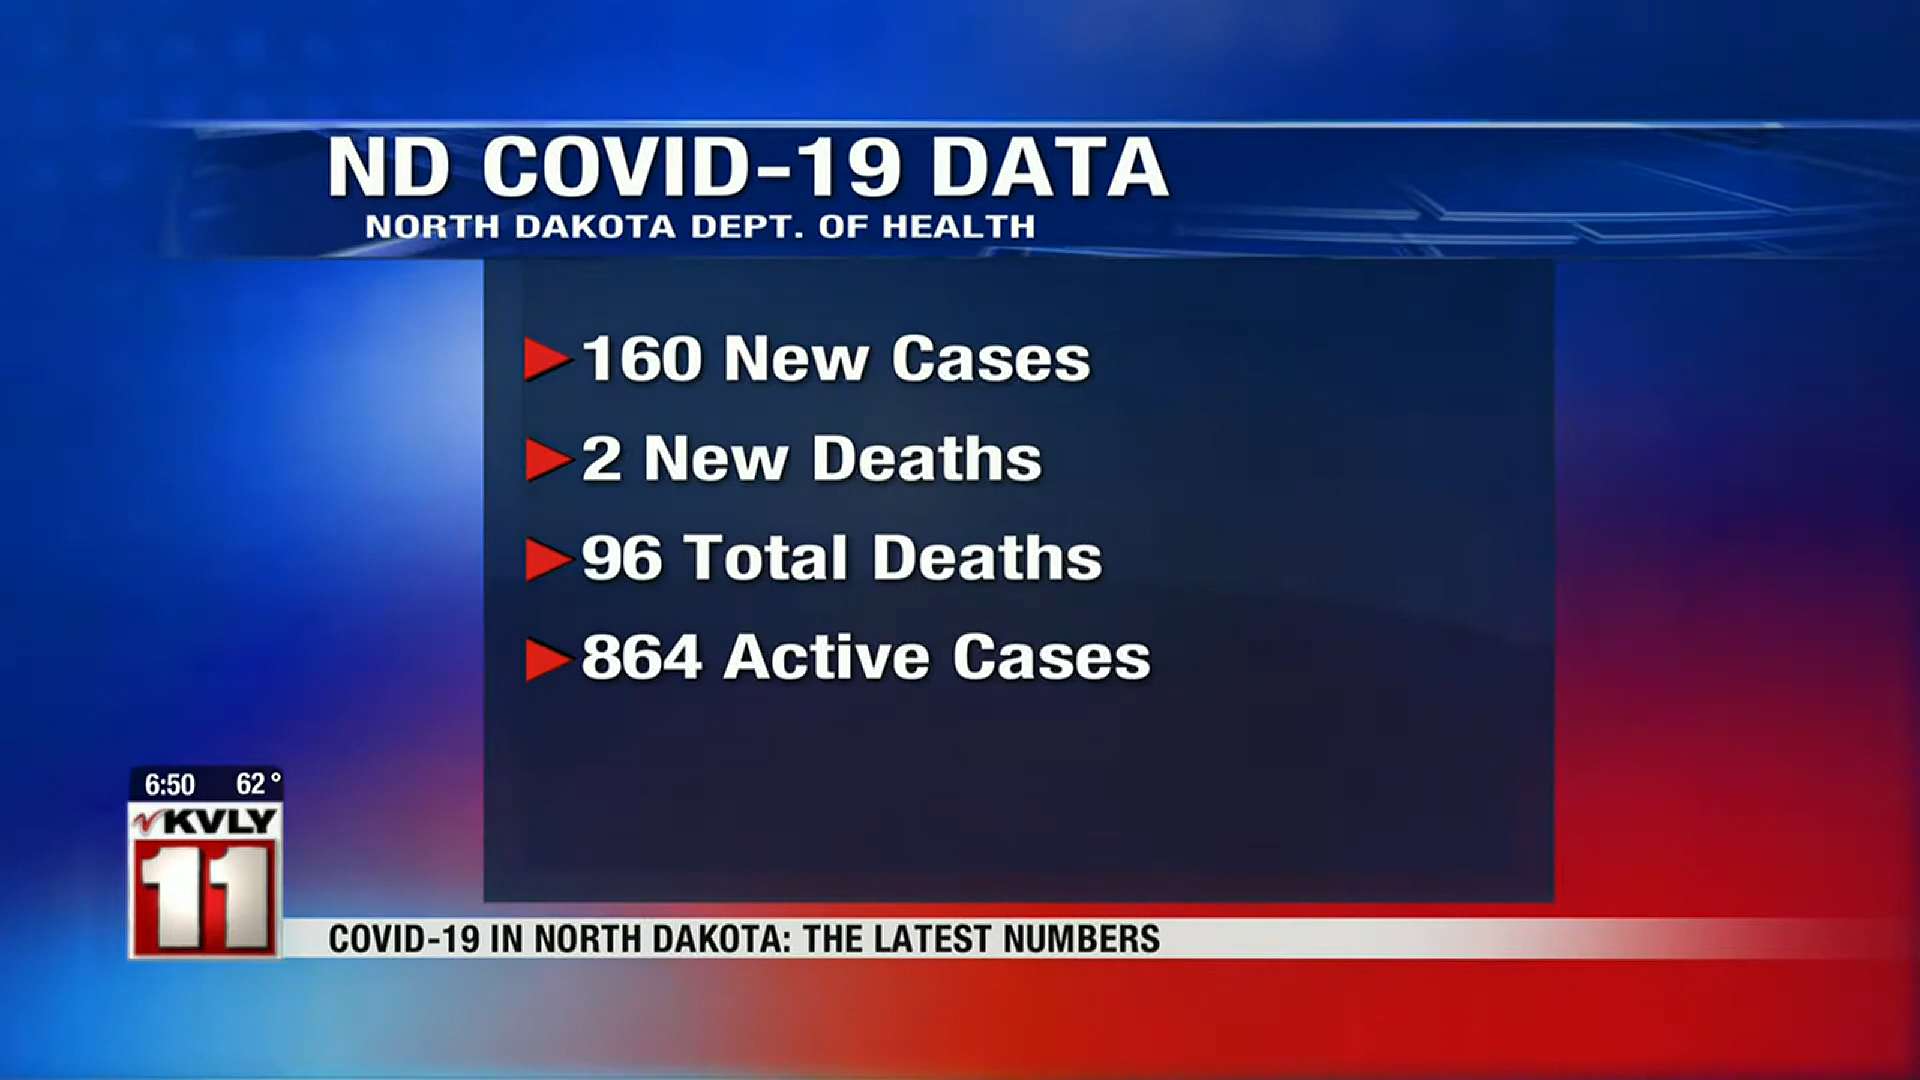 ND COVID-19 DATA
NORTH DAKOTA DEPT. OF HEALTH
160 New Cases
2 New Deaths
96 Total Deaths
864 Active Cases
6:50 62°
KVLY
11
COVID-19 IN NORTH DAKOTA: THE LATEST NUMBERS